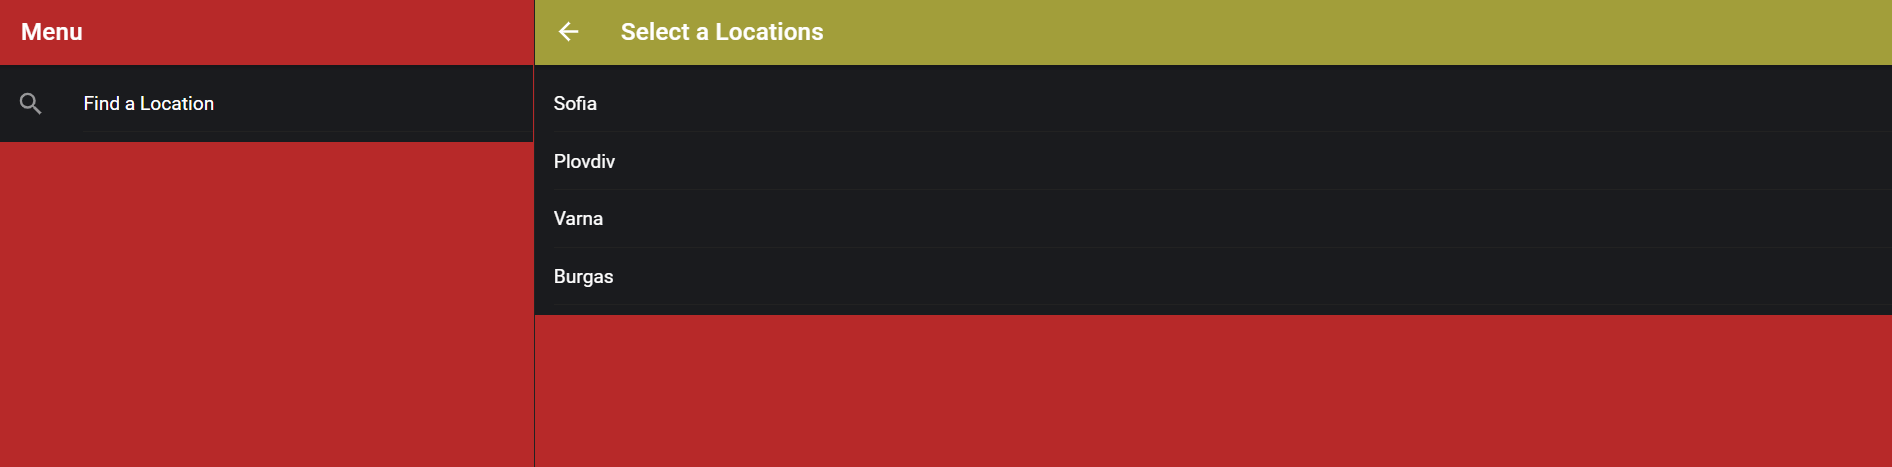 Menu
Find a Location
Select a Locations
Sofia
Plovdiv
Varna
Burgas